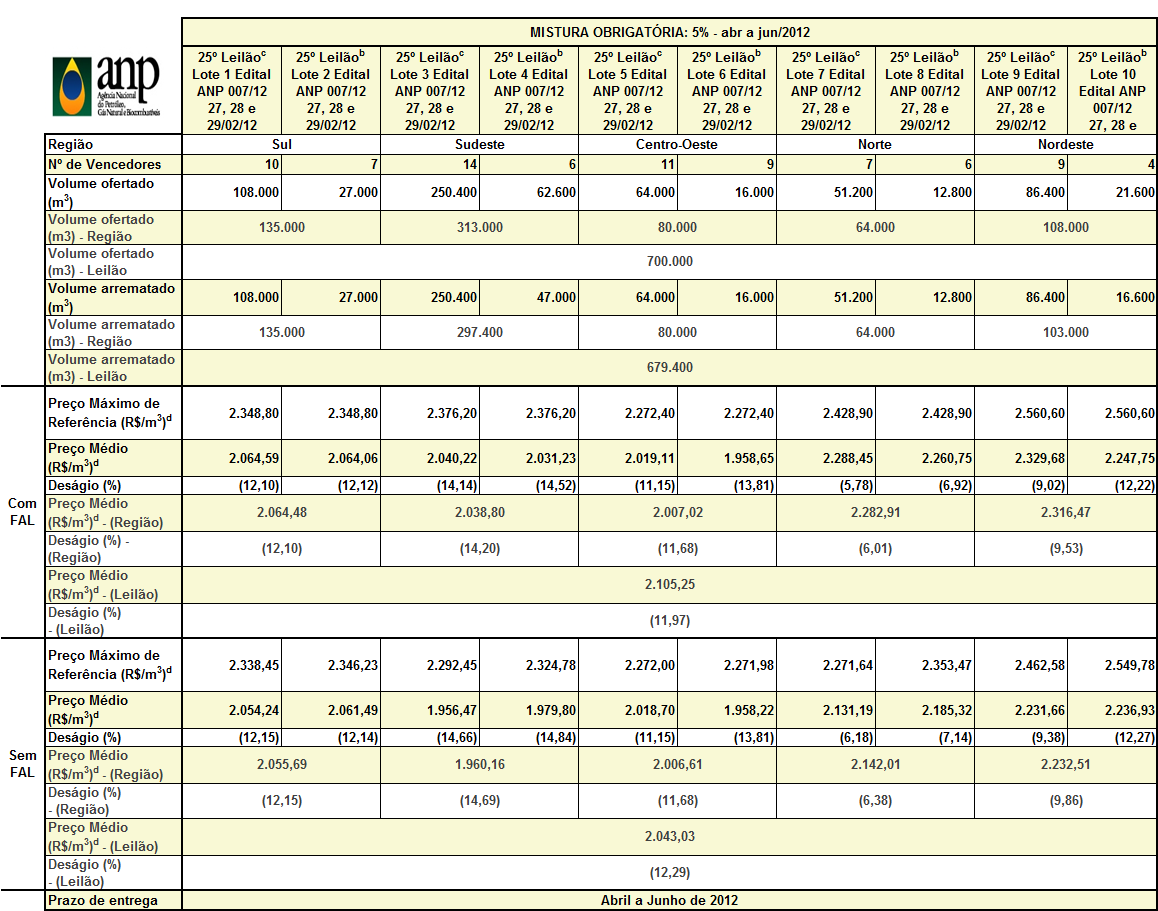 MISTURA OBRIGATÓRIA: 5% - abr a jun/2012
anp
Agência Nacional
do Petróleo,
Gás Natural e Biocombustíveis
25º Leilãoᶜ Lote 1 Edital ANP 007/12 27, 28 e 29/02/12
25º Leilãoᵇ Lote 2 Edital ANP 007/12 27, 28 e 29/02/12
25º Leilãoᶜ Lote 3 Edital ANP 007/12 27, 28 e 29/02/12
25º Leilãoᵇ Lote 4 Edital ANP 007/12 27, 28 e 29/02/12
25º Leilãoᶜ Lote 5 Edital ANP 007/12 27, 28 e 29/02/12
25º Leilãoᵇ Lote 6 Edital ANP 007/12 27, 28 e 29/02/12
25º Leilãoᶜ Lote 7 Edital ANP 007/12 27, 28 e 29/02/12
25º Leilãoᵇ Lote 8 Edital ANP 007/12 27, 28 e 29/02/12
25º Leilãoᶜ Lote 9 Edital ANP 007/12 27, 28 e 29/02/12
25º Leilãoᵇ Lote 10 Edital ANP 007/12 27, 28 e
Região Sul Sudeste Centro-Oeste Norte Nordeste
Nº de Vencedores 10 7 14 6 11 9 7 6 9 4
Volume ofertado (m³) 108.000 27.000 250.400 62.600 64.000 16.000 51.200 12.800 86.400 21.600
Volume ofertado (m3) - Região 135.000 313.000 80.000 64.000 108.000
Volume ofertado (m3) - Leilão 700.000
Volume arrematado (m³) 108.000 27.000 250.400 47.000 64.000 16.000 51.200 12.800 86.400 16.600
Volume arrematado (m3) - Região 135.000 297.400 80.000 64.000 103.000
Volume arrematado (m3) - Leilão 679.400
Com FAL
Preço Máximo de Referência (R$/m³)ᵈ 2.348,80 2.348,80 2.376,20 2.376,20 2.272,40 2.272,40 2.428,90 2.428,90 2.560,60 2.560,60
Preço Médio (R$/m³)ᵈ 2.064,59 2.064,06 2.040,22 2.031,23 2.019,11 1.958,65 2.288,45 2.260,75 2.329,68 2.247,75
Deságio (%) (12,10) (12,12) (14,14) (14,52) (11,15) (13,81) (5,78) (6,92) (9,02) (12,22)
Preço Médio (R$/m³)ᵈ - (Região) 2.064,48 2.038,80 2.007,02 2.282,91 2.316,47
Deságio (%) - (Região) (12,10) (14,20) (11,68) (6,01) (9,53)
Preço Médio (R$/m³)ᵈ - (Leilão) 2.105,25
Deságio (%) - (Leilão) (11,97)
Sem FAL
Preço Máximo de Referência (R$/m³)ᵈ 2.338,45 2.346,23 2.292,45 2.324,78 2.272,00 2.271,98 2.271,64 2.353,47 2.462,58 2.549,78
Preço Médio (R$/m³)ᵈ 2.054,24 2.061,49 1.956,47 1.979,80 2.018,70 1.958,22 2.131,19 2.185,32 2.231,66 2.236,93
Deságio (%) (12,15) (12,14) (14,66) (14,84) (11,15) (13,81) (6,18) (7,14) (9,38) (12,27)
Preço Médio (R$/m³)ᵈ - (Região) 2.055,69 1.960,16 2.006,61 2.142,01 2.232,51
Deságio (%) - (Região) (12,15) (14,69) (11,68) (6,38) (9,86)
Preço Médio (R$/m³)ᵈ - (Leilão) 2.043,03
Deságio (%) - (Leilão) (12,29)
Prazo de entrega Abril a Junho de 2012